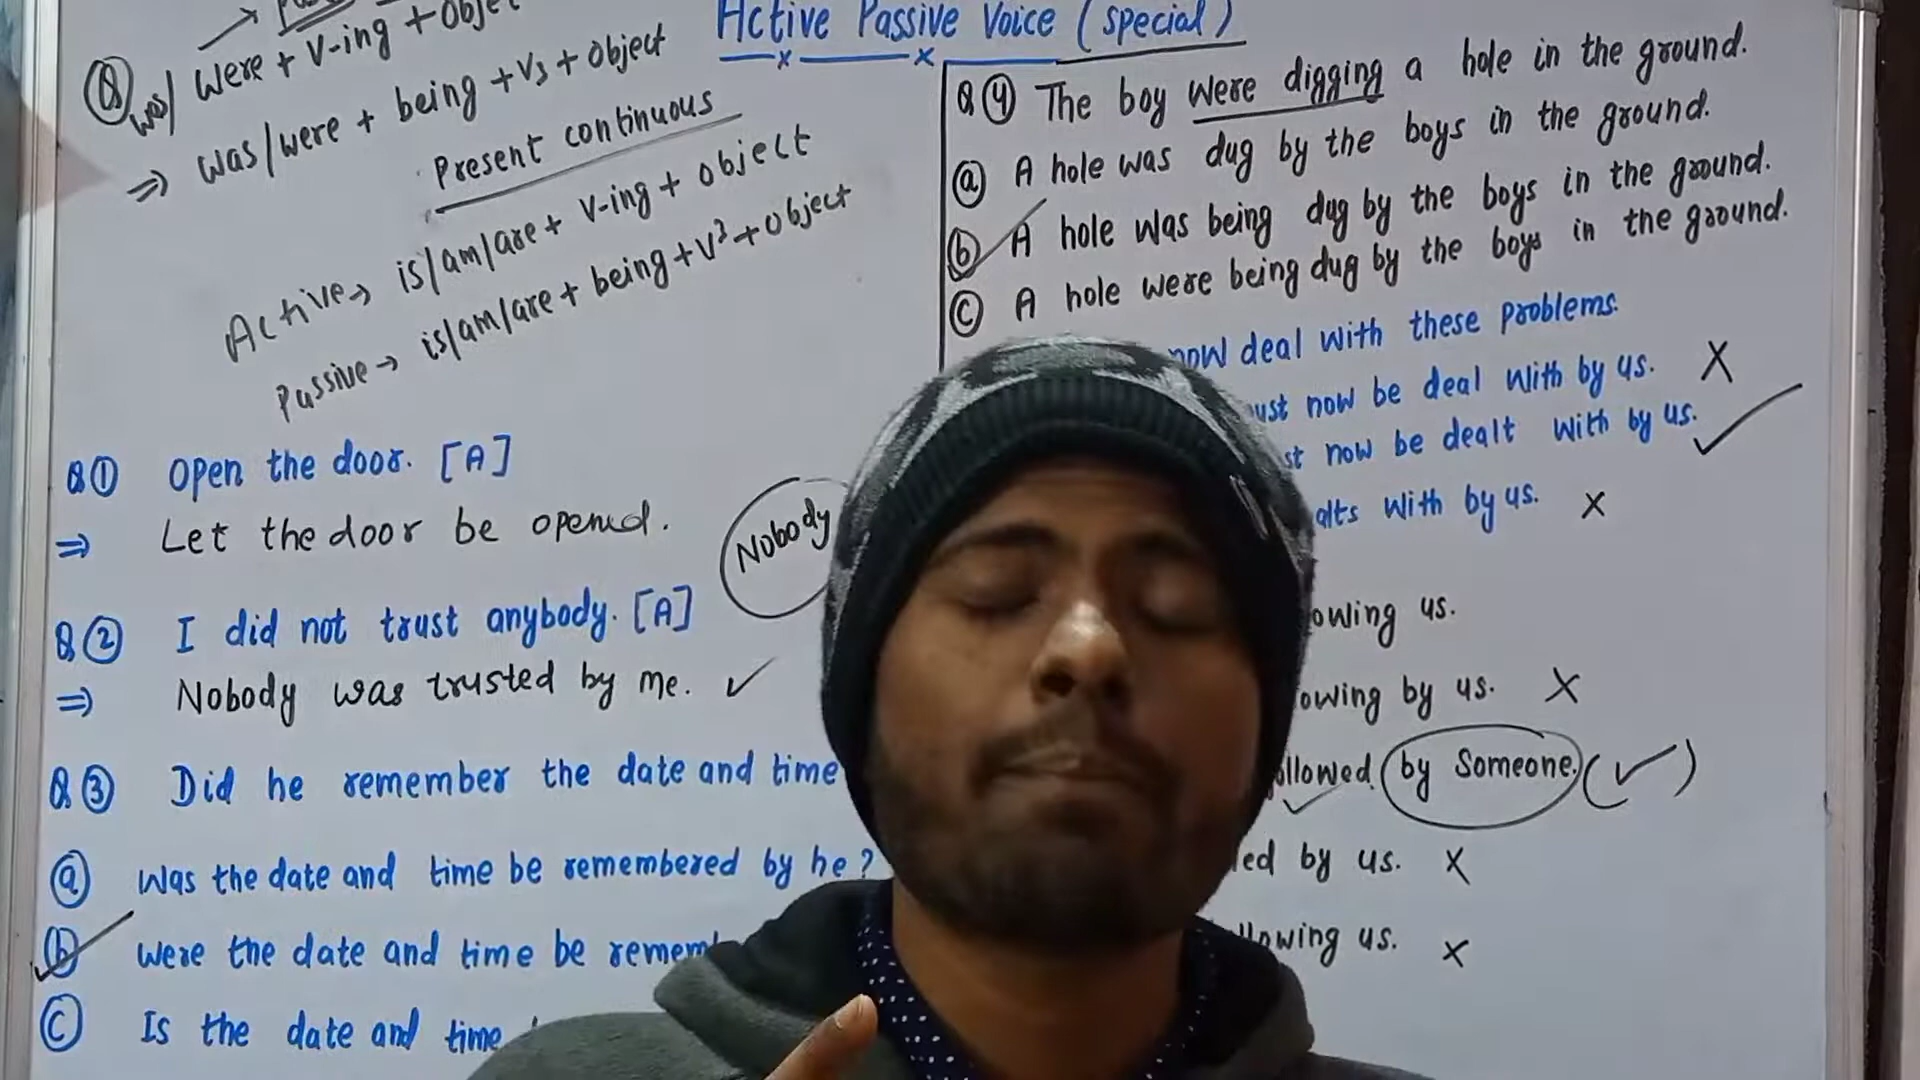 Active Passive Voice (special)
Q was/were + V-ing + Object
⇒ was/were + being + V3 + Object
Present continuous
Active → is/am/are + V-ing + object
Passive → is/am/are + being + V³ + object
Q① Open the door. [A]
⇒ Let the door be opened.
Nobody
Q② I did not trust anybody. [A]
⇒ Nobody was trusted by me. ✓
Q③ Did he remember the date and time
ⓐ Was the date and time be remembered by he?
ⓑ Were the date and time be
ⓒ Is the date and time
Q④ The boy were digging a hole in the ground.
ⓐ A hole was dug by the boys in the ground.
ⓑ A hole was being dug by the boys in the ground.
ⓒ A hole were being dug by the boys in the ground.
now deal with these problems.
now be deal with by us. X
now be dealt with by us. ✓
with by us. X
us.
by us. X
by Someone. (✓)
by us. X
us. X